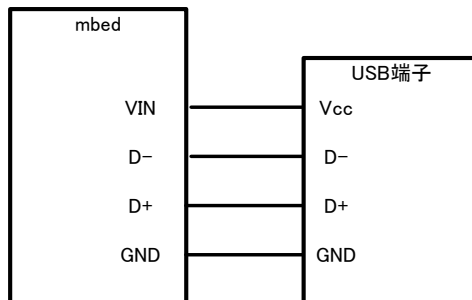 mbed
USB端子
VIN
Vcc
D-
D-
D+
D+
GND
GND